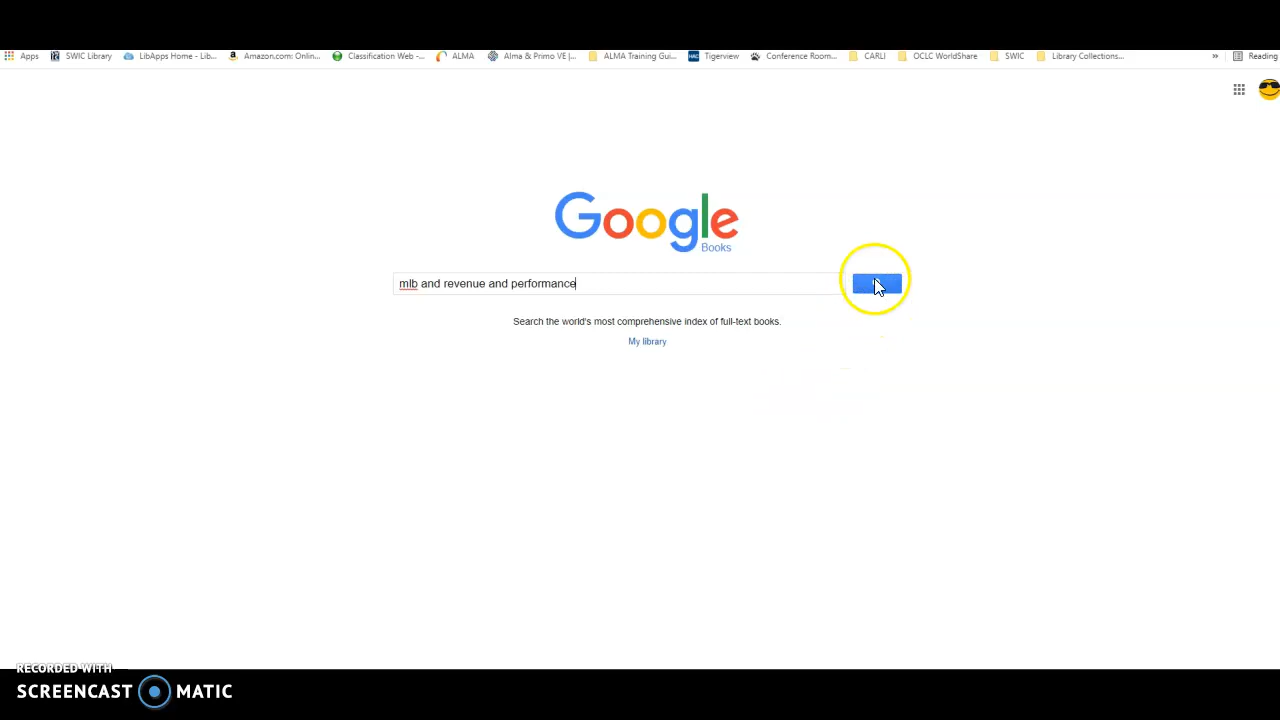 Apps SWIC Library LibApps Home - Lib... Amazon.com: Onlin... Classification Web -... ALMA Alma & Primo VE |... ALMA Training Gui... HAC Tigerview Conference Room... CARLI OCLC WorldShare SWIC Library Collections... » Reading
Google
Books
mlb and revenue and performance
Search the world's most comprehensive index of full-text books.
My library
RECORDED WITH
SCREENCAST MATIC